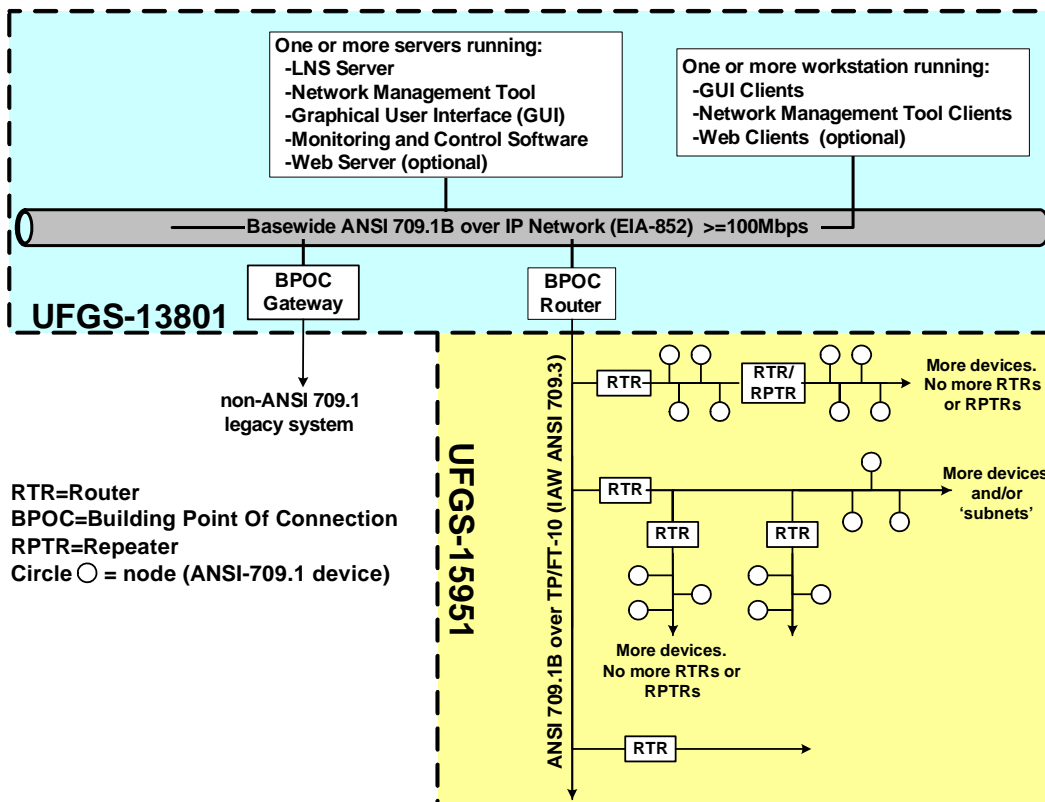 One or more servers running:
-LNS Server
-Network Management Tool
-Graphical User Interface (GUI)
-Monitoring and Control Software
-Web Server (optional)
One or more workstation running:
-GUI Clients
-Network Management Tool Clients
-Web Clients (optional)
Basewide ANSI 709.1B over IP Network (EIA-852) >=100Mbps
BPOC
Gateway
BPOC
Router
UFGS-13801
non-ANSI 709.1
legacy system
RTR=Router
BPOC=Building Point Of Connection
RPTR=Repeater
Circle = node (ANSI-709.1 device)
UFGS-15951
ANSI 709.1B over TP/FT-10 (IAW ANSI 709.3)
RTR
RTR/
RPTR
More devices.
No more RTRs
or RPTRs
RTR
More devices
and/or
‘subnets’
RTR
RTR
More devices.
No more RTRs or
RPTRs
RTR